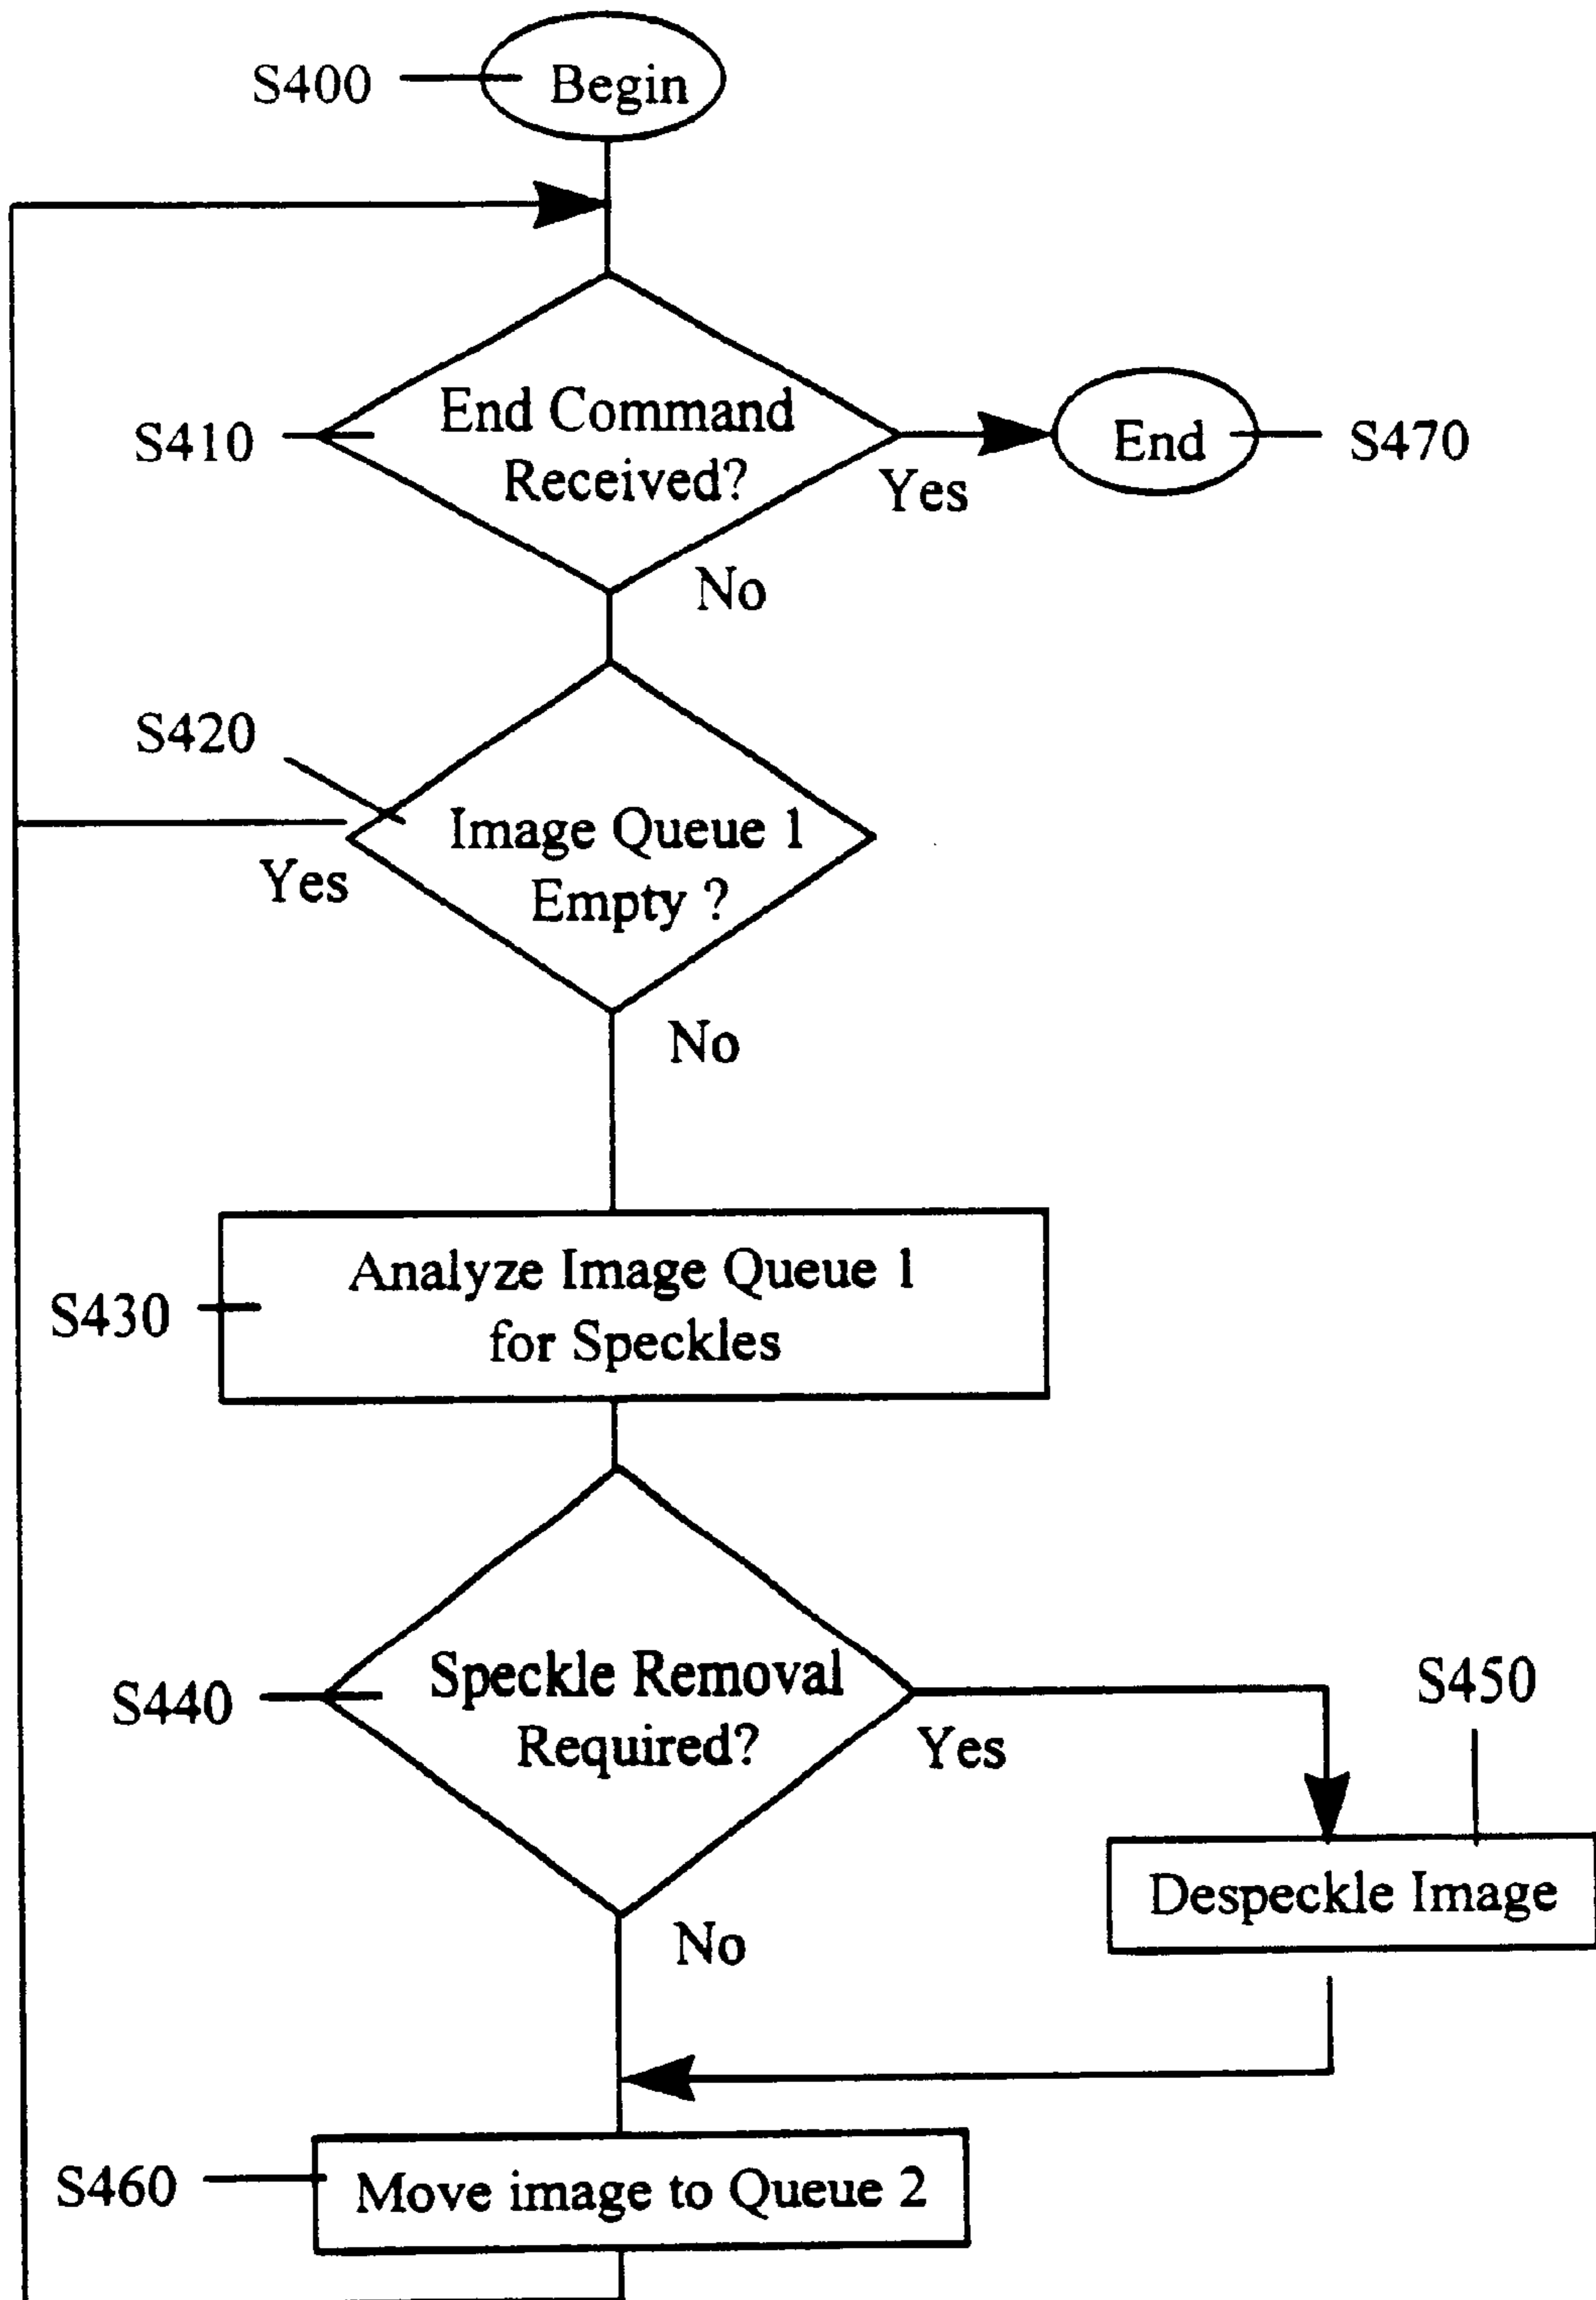 S400
Begin
End Command
Received?
S410
Yes
End
S470
No
S420
Image Queue 1
Empty ?
Yes
No
Analyze Image Queue 1
for Speckles
S430
Speckle Removal
Required?
S440
Yes
S450
Despeckle Image
No
S460
Move image to Queue 2